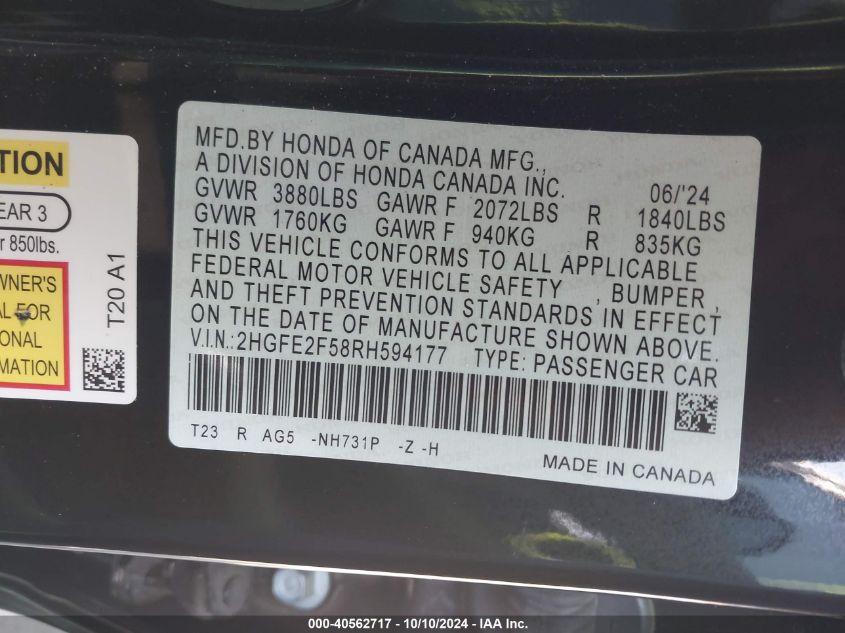 TION
EAR 3
r 850lbs.
WNER'S
AL FOR
ONAL
MATION
T20 A1
MFD.BY HONDA OF CANADA MFG.,
A DIVISION OF HONDA CANADA INC. 06/'24
GVWR 3880LBS GAWR F 2072LBS R 1840LBS
GVWR 1760KG GAWR F 940KG R 835KG
THIS VEHICLE CONFORMS TO ALL APPLICABLE
FEDERAL MOTOR VEHICLE SAFETY , BUMPER ,
AND THEFT PREVENTION STANDARDS IN EFFECT
ON THE DATE OF MANUFACTURE SHOWN ABOVE.
V.I.N.:2HGFE2F58RH594177 TYPE:PASSENGER CAR
T23 R AG5 -NH731P -Z -H
MADE IN CANADA
000-40562717 - 10/10/2024 - IAA Inc.